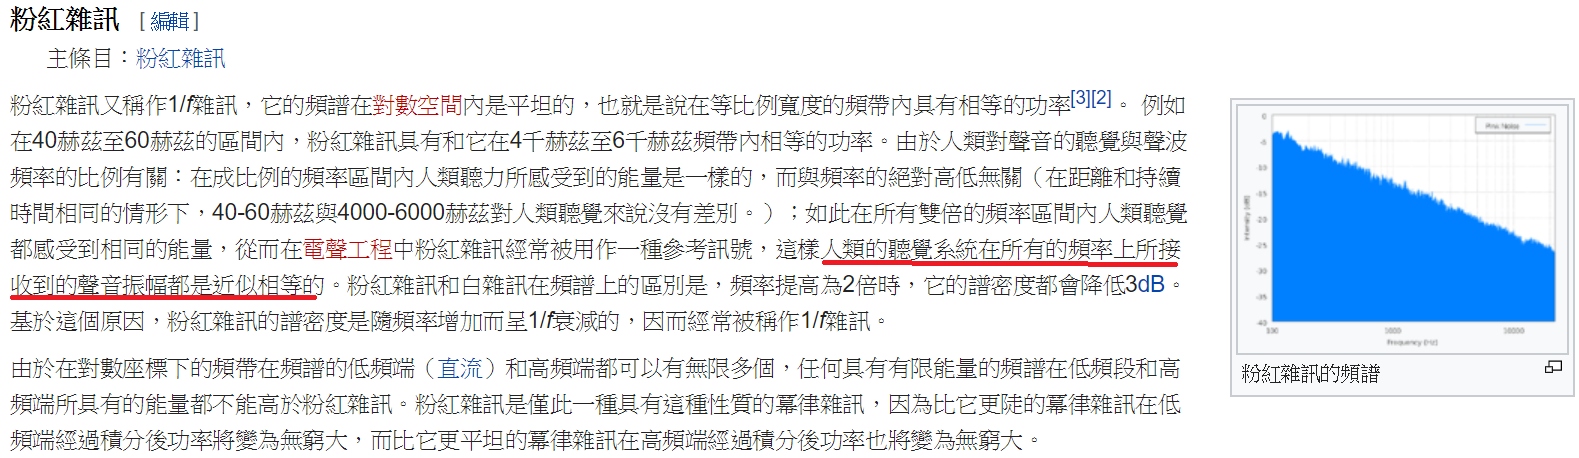 粉紅雜訊 [編輯]
主條目：粉紅雜訊
粉紅雜訊又稱作1/f雜訊，它的頻譜在對數空間內是平坦的，也就是說在等比例寬度的頻帶內具有相等的功率[3][2]。 例如
在40赫茲至60赫茲的區間內，粉紅雜訊具有和它在4千赫茲至6千赫茲頻帶內相等的功率。由於人類對聲音的聽覺與聲波
頻率的比例有關：在成比例的頻率區間內人類聽力所感受到的能量是一樣的，而與頻率的絕對高低無關（在距離和持續
時間相同的情形下，40-60赫茲與4000-6000赫茲對人類聽覺來說沒有差別。）；如此在所有雙倍的頻率區間內人類聽覺
都感受到相同的能量，從而在電聲工程中粉紅雜訊經常被用作一種參考訊號，這樣人類的聽覺系統在所有的頻率上所接
收到的聲音振幅都是近似相等的。粉紅雜訊和白雜訊在頻譜上的區別是，頻率提高為2倍時，它的譜密度都會降低3dB。
基於這個原因，粉紅雜訊的譜密度是隨頻率增加而呈1/f衰減的，因而經常被稱作1/f雜訊。
由於在對數座標下的頻帶在頻譜的低頻端（直流）和高頻端都可以有無限多個，任何具有有限能量的頻譜在低頻段和高
頻端所具有的能量都不能高於粉紅雜訊。粉紅雜訊是僅此一種具有這種性質的冪律雜訊，因為比它更陡的冪律雜訊在低
頻端經過積分後功率將變為無窮大，而比它更平坦的冪律雜訊在高頻端經過積分後功率也將變為無窮大。
Pink Noise
Intensity (dB)
0
-5
-10
-15
-20
-25
-30
-35
-40
100
1000
10000
Frequency (Hz)
粉紅雜訊的頻譜